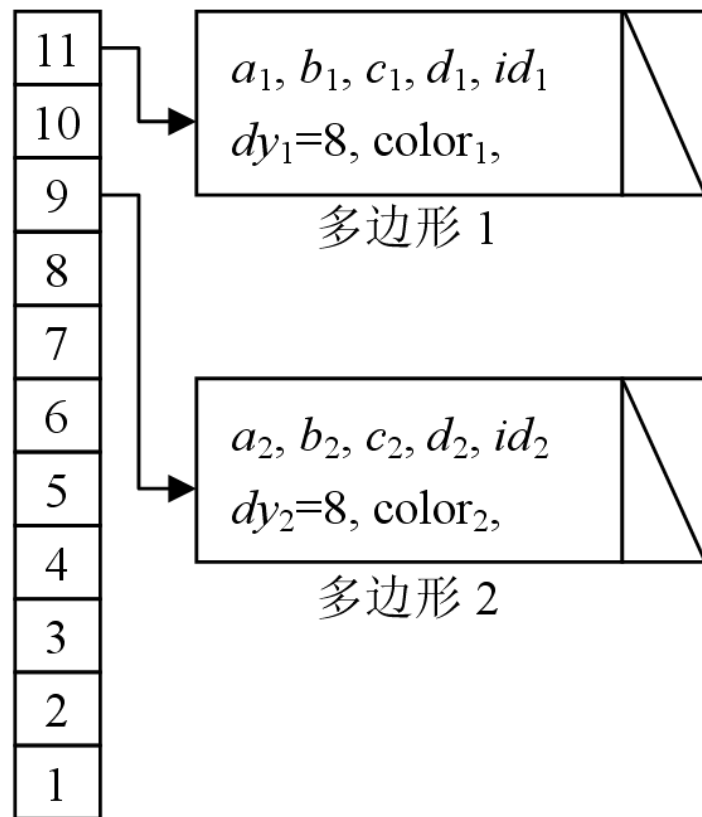 11
10
9
8
7
6
5
4
3
2
1
a₁, b₁, c₁, d₁, id₁
dy₁=8, color₁,
多边形 1
a₂, b₂, c₂, d₂, id₂
dy₂=8, color₂,
多边形 2